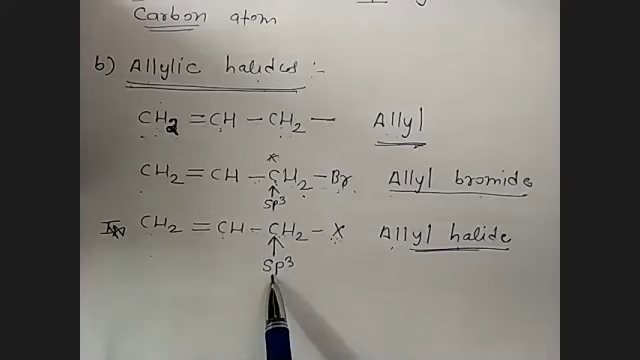 Carbon atom
b) Allylic halides :-
CH2 = CH - CH2 - Allyl
*
CH2 = CH - CH2 - Br Allyl bromide
↑
Sp3
CH2 = CH - CH2 - X Allyl halide
↑
Sp3